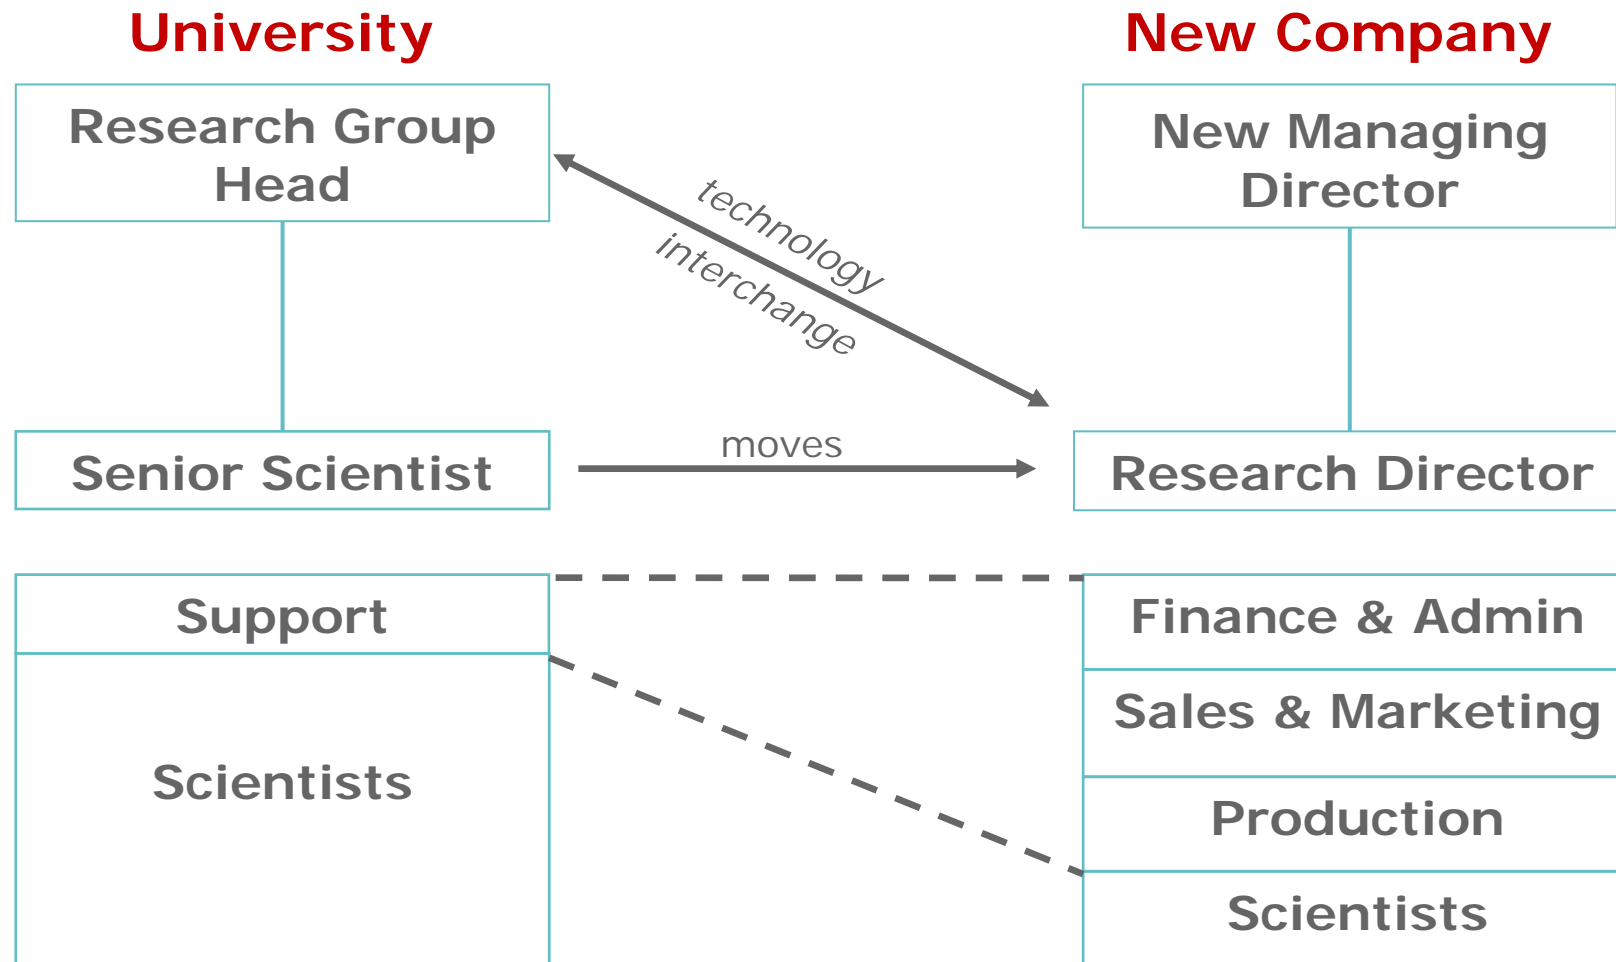 University
New Company
Research Group
Head
New Managing
Director
technology
interchange
Senior Scientist
moves
Research Director
Support
Finance & Admin
Sales & Marketing
Scientists
Production
Scientists